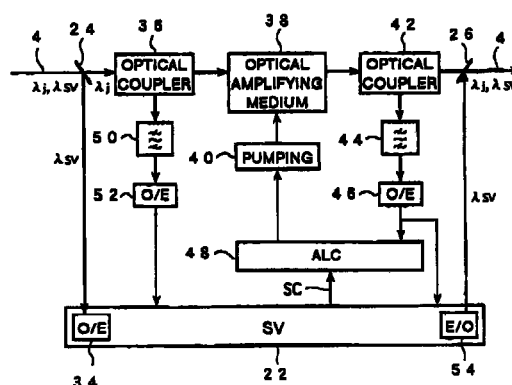 4 24 36 38 42 26 4
λj, λSV λj OPTICAL COUPLER OPTICAL AMPLIFYING MEDIUM OPTICAL COUPLER λj, λSV
50 40 PUMPING 44
λSV 52 O/E 46 O/E λSV
48 ALC
SC
O/E SV E/O
34 22 54